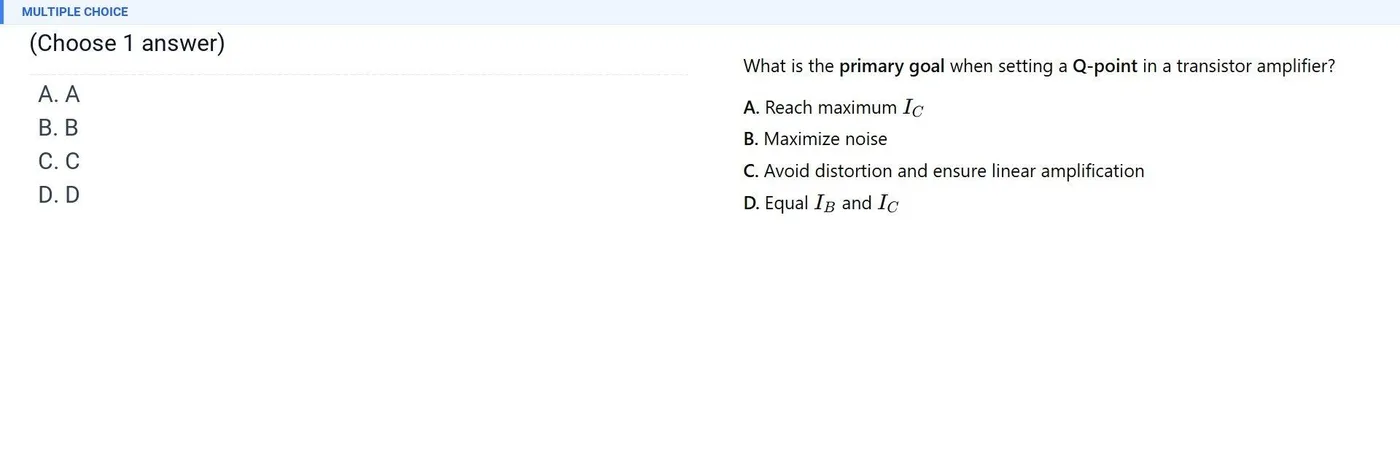 MULTIPLE CHOICE
(Choose 1 answer)
A. A
B. B
C. C
D. D
What is the primary goal when setting a Q-point in a transistor amplifier?
A. Reach maximum I_C
B. Maximize noise
C. Avoid distortion and ensure linear amplification
D. Equal I_B and I_C